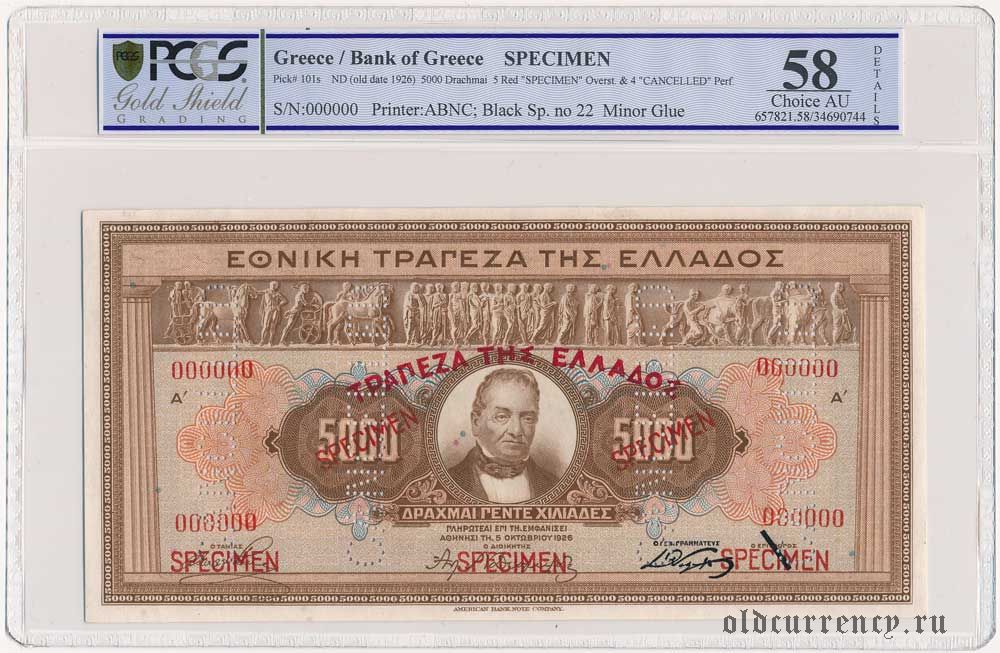 PCGS
PCGS
Gold Shield
GRADING
Greece / Bank of Greece SPECIMEN
Pick# 101s ND (old date 1926) 5000 Drachmai 5 Red "SPECIMEN" Overst. & 4 "CANCELLED" Perf
S/N:000000 Printer:ABNC; Black Sp. no 22 Minor Glue
58
Choice AU
657821.58/34690744
DETAILS
ΕΘΝΙΚΗ ΤΡΑΠΕΖΑ ΤΗΣ ΕΛΛΑΔΟΣ
ΤΡΑΠΕΖΑ ΤΗΣ ΕΛΛΑΔΟΣ
000000 000000
Α′ Α′
5000 5000
SPECIMEN SPECIMEN
ΔΡΑΧΜΑΙ ΠΕΝΤΕ ΧΙΛΙΑΔΕΣ
ΠΛΗΡΩΤΕΑΙ ΕΠΙ ΤΗ ΕΜΦΑΝΙΣΕΙ
000000 000000
ΑΘΗΝΗΣΙ ΤΗ, 5 ΟΚΤΩΒΡΙΟΥ 1926
Ο ΤΑΜΙΑΣ Ο ΔΙΟΙΚΗΤΗΣ
SPECIMEN SPECIMEN SPECIMEN
AMERICAN BANK NOTE COMPANY.
oldcurrency.ru